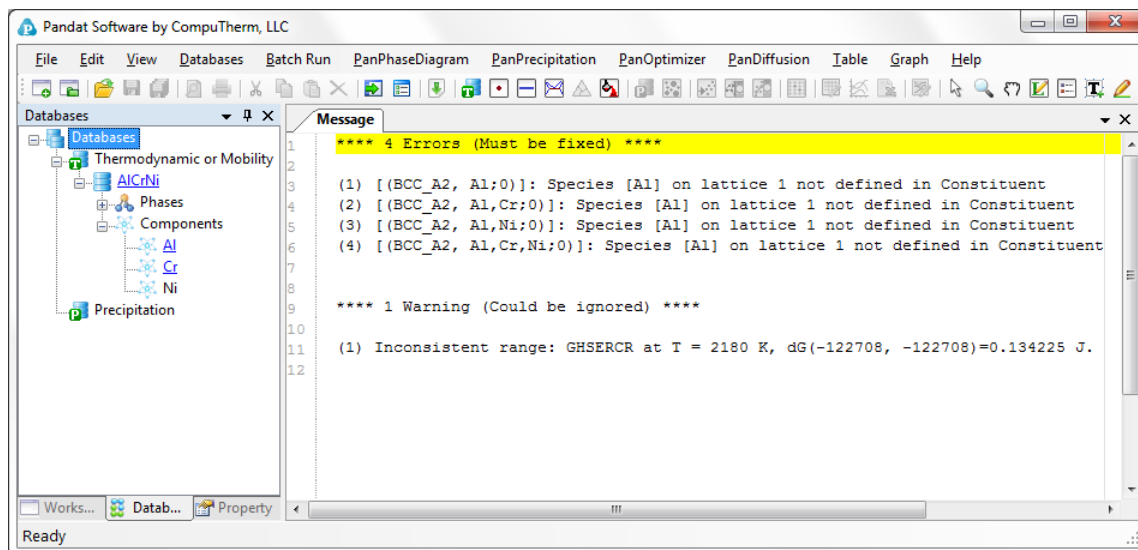 Pandat Software by CompuTherm, LLC
File Edit View Databases Batch Run PanPhaseDiagram PanPrecipitation PanOptimizer PanDiffusion Table Graph Help
Databases
Databases
Thermodynamic or Mobility
AlCrNi
Phases
Components
Al
Cr
Ni
Precipitation
Works... Datab... Property
Message
1 **** 4 Errors (Must be fixed) ****
2
3 (1) [(BCC_A2, Al;0)]: Species [Al] on lattice 1 not defined in Constituent
4 (2) [(BCC_A2, Al,Cr;0)]: Species [Al] on lattice 1 not defined in Constituent
5 (3) [(BCC_A2, Al,Ni;0)]: Species [Al] on lattice 1 not defined in Constituent
6 (4) [(BCC_A2, Al,Cr,Ni;0)]: Species [Al] on lattice 1 not defined in Constituent
7
8
9 **** 1 Warning (Could be ignored) ****
10
11 (1) Inconsistent range: GHSERCR at T = 2180 K, dG(-122708, -122708)=0.134225 J.
12
Ready